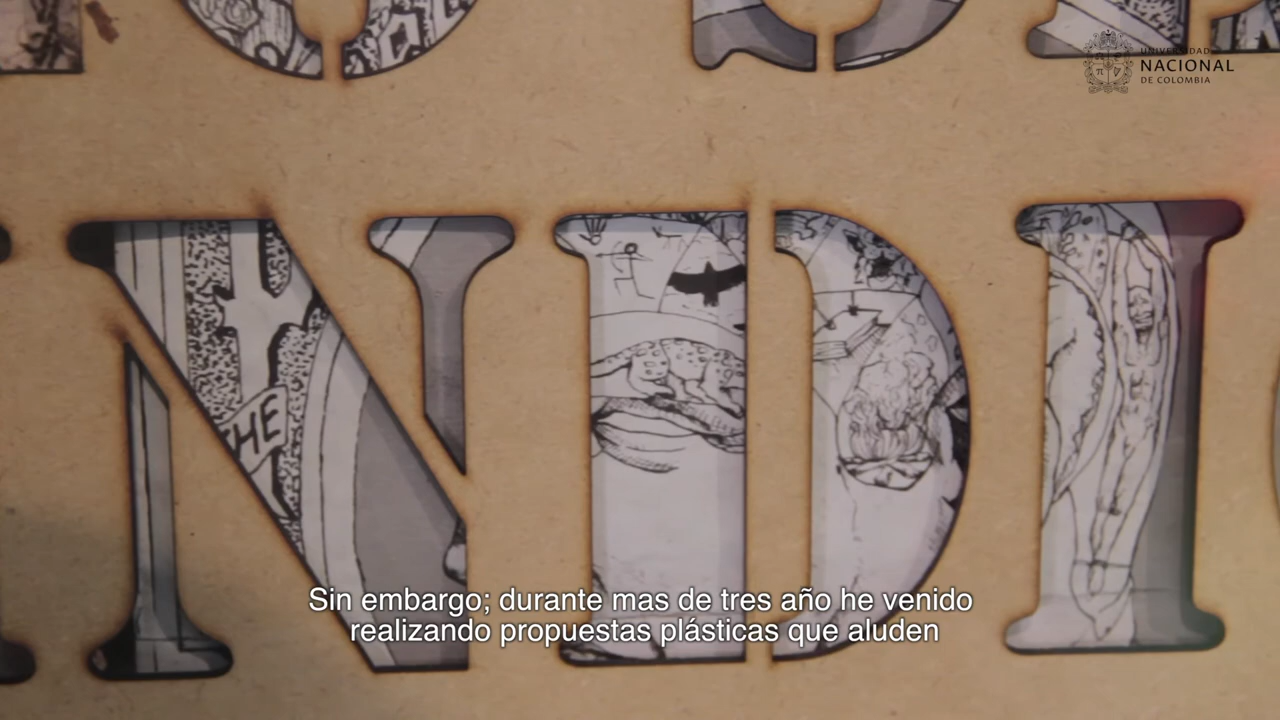 UNIVERSIDAD
NACIONAL
DE COLOMBIA
NDI
THE
Sin embargo; durante mas de tres año he venido
realizando propuestas plásticas que aluden